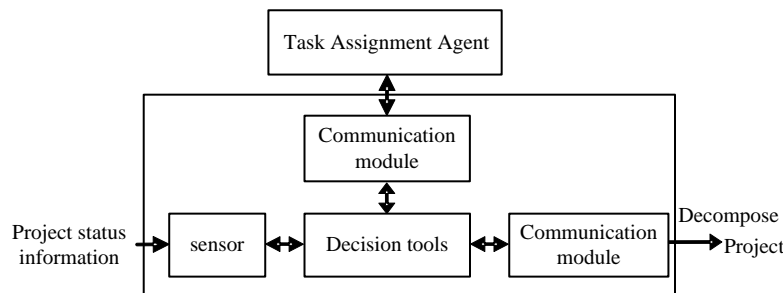 Task Assignment Agent
Communication
module
Project status
information
sensor
Decision tools
Communication
module
Decompose
Project